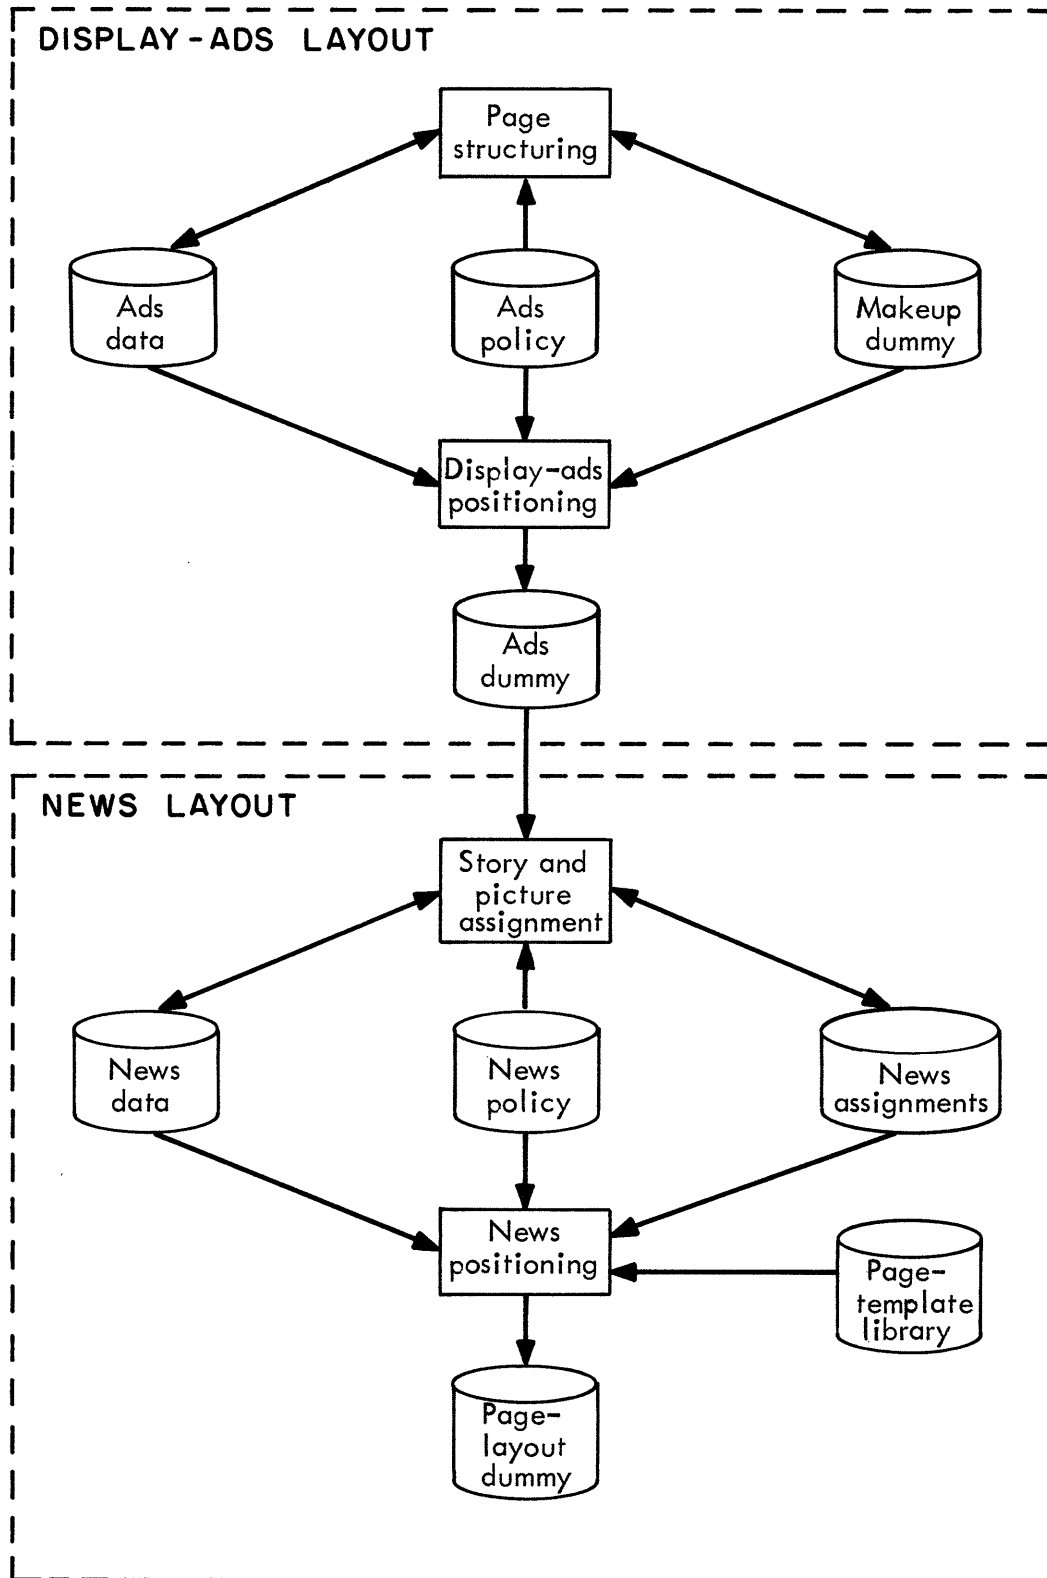 DISPLAY-ADS LAYOUT
Page
structuring
Ads
data
Ads
policy
Makeup
dummy
Display-ads
positioning
Ads
dummy
NEWS LAYOUT
Story and
picture
assignment
News
data
News
policy
News
assignments
News
positioning
Page-
template
library
Page-
layout
dummy